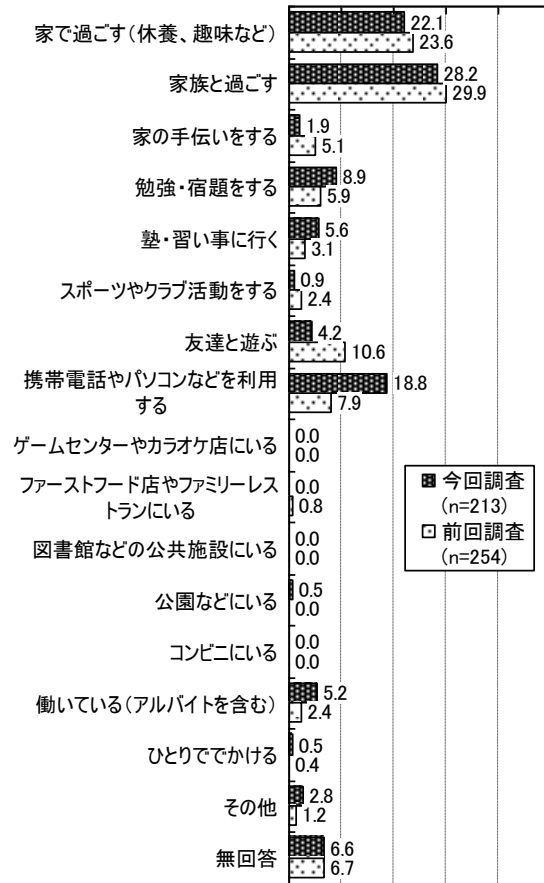 家で過ごす（休養、趣味など）
22.1
23.6
家族と過ごす
28.2
29.9
家の手伝いをする
1.9
5.1
勉強・宿題をする
8.9
5.9
塾・習い事に行く
5.6
3.1
スポーツやクラブ活動をする
0.9
2.4
友達と遊ぶ
4.2
10.6
携帯電話やパソコンなどを利用
する
18.8
7.9
ゲームセンターやカラオケ店にいる
0.0
0.0
ファーストフード店やファミリーレス
トランにいる
0.0
0.8
図書館などの公共施設にいる
0.0
0.0
公園などにいる
0.5
0.0
コンビニにいる
0.0
0.0
働いている（アルバイトを含む）
5.2
2.4
ひとりででかける
0.5
0.4
その他
2.8
1.2
無回答
6.6
6.7
今回調査
(n=213)
前回調査
(n=254)